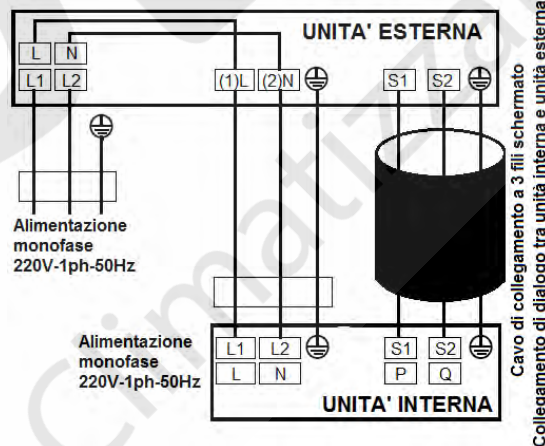 UNITA' ESTERNA
L N
L1 L2 (1)L (2)N S1 S2
Alimentazione
monofase
220V-1ph-50Hz
Cavo di collegamento a 3 fili schermato
Collegamento di dialogo tra unità interna e unità esterna
Alimentazione
monofase
220V-1ph-50Hz
L1 L2 S1 S2
L N P Q
UNITA' INTERNA